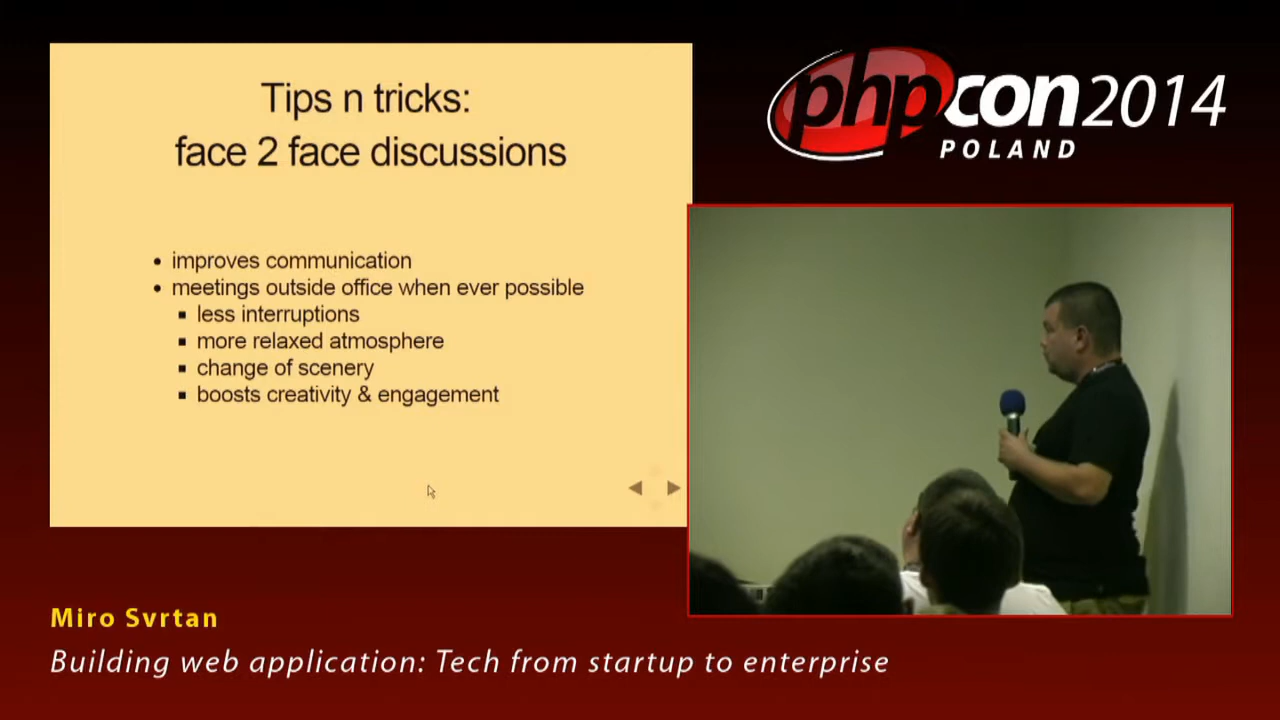 Tips n tricks:
face 2 face discussions
improves communication
meetings outside office when ever possible
less interruptions
more relaxed atmosphere
change of scenery
boosts creativity & engagement
phpcon2014
POLAND
Miro Svrtan
Building web application: Tech from startup to enterprise